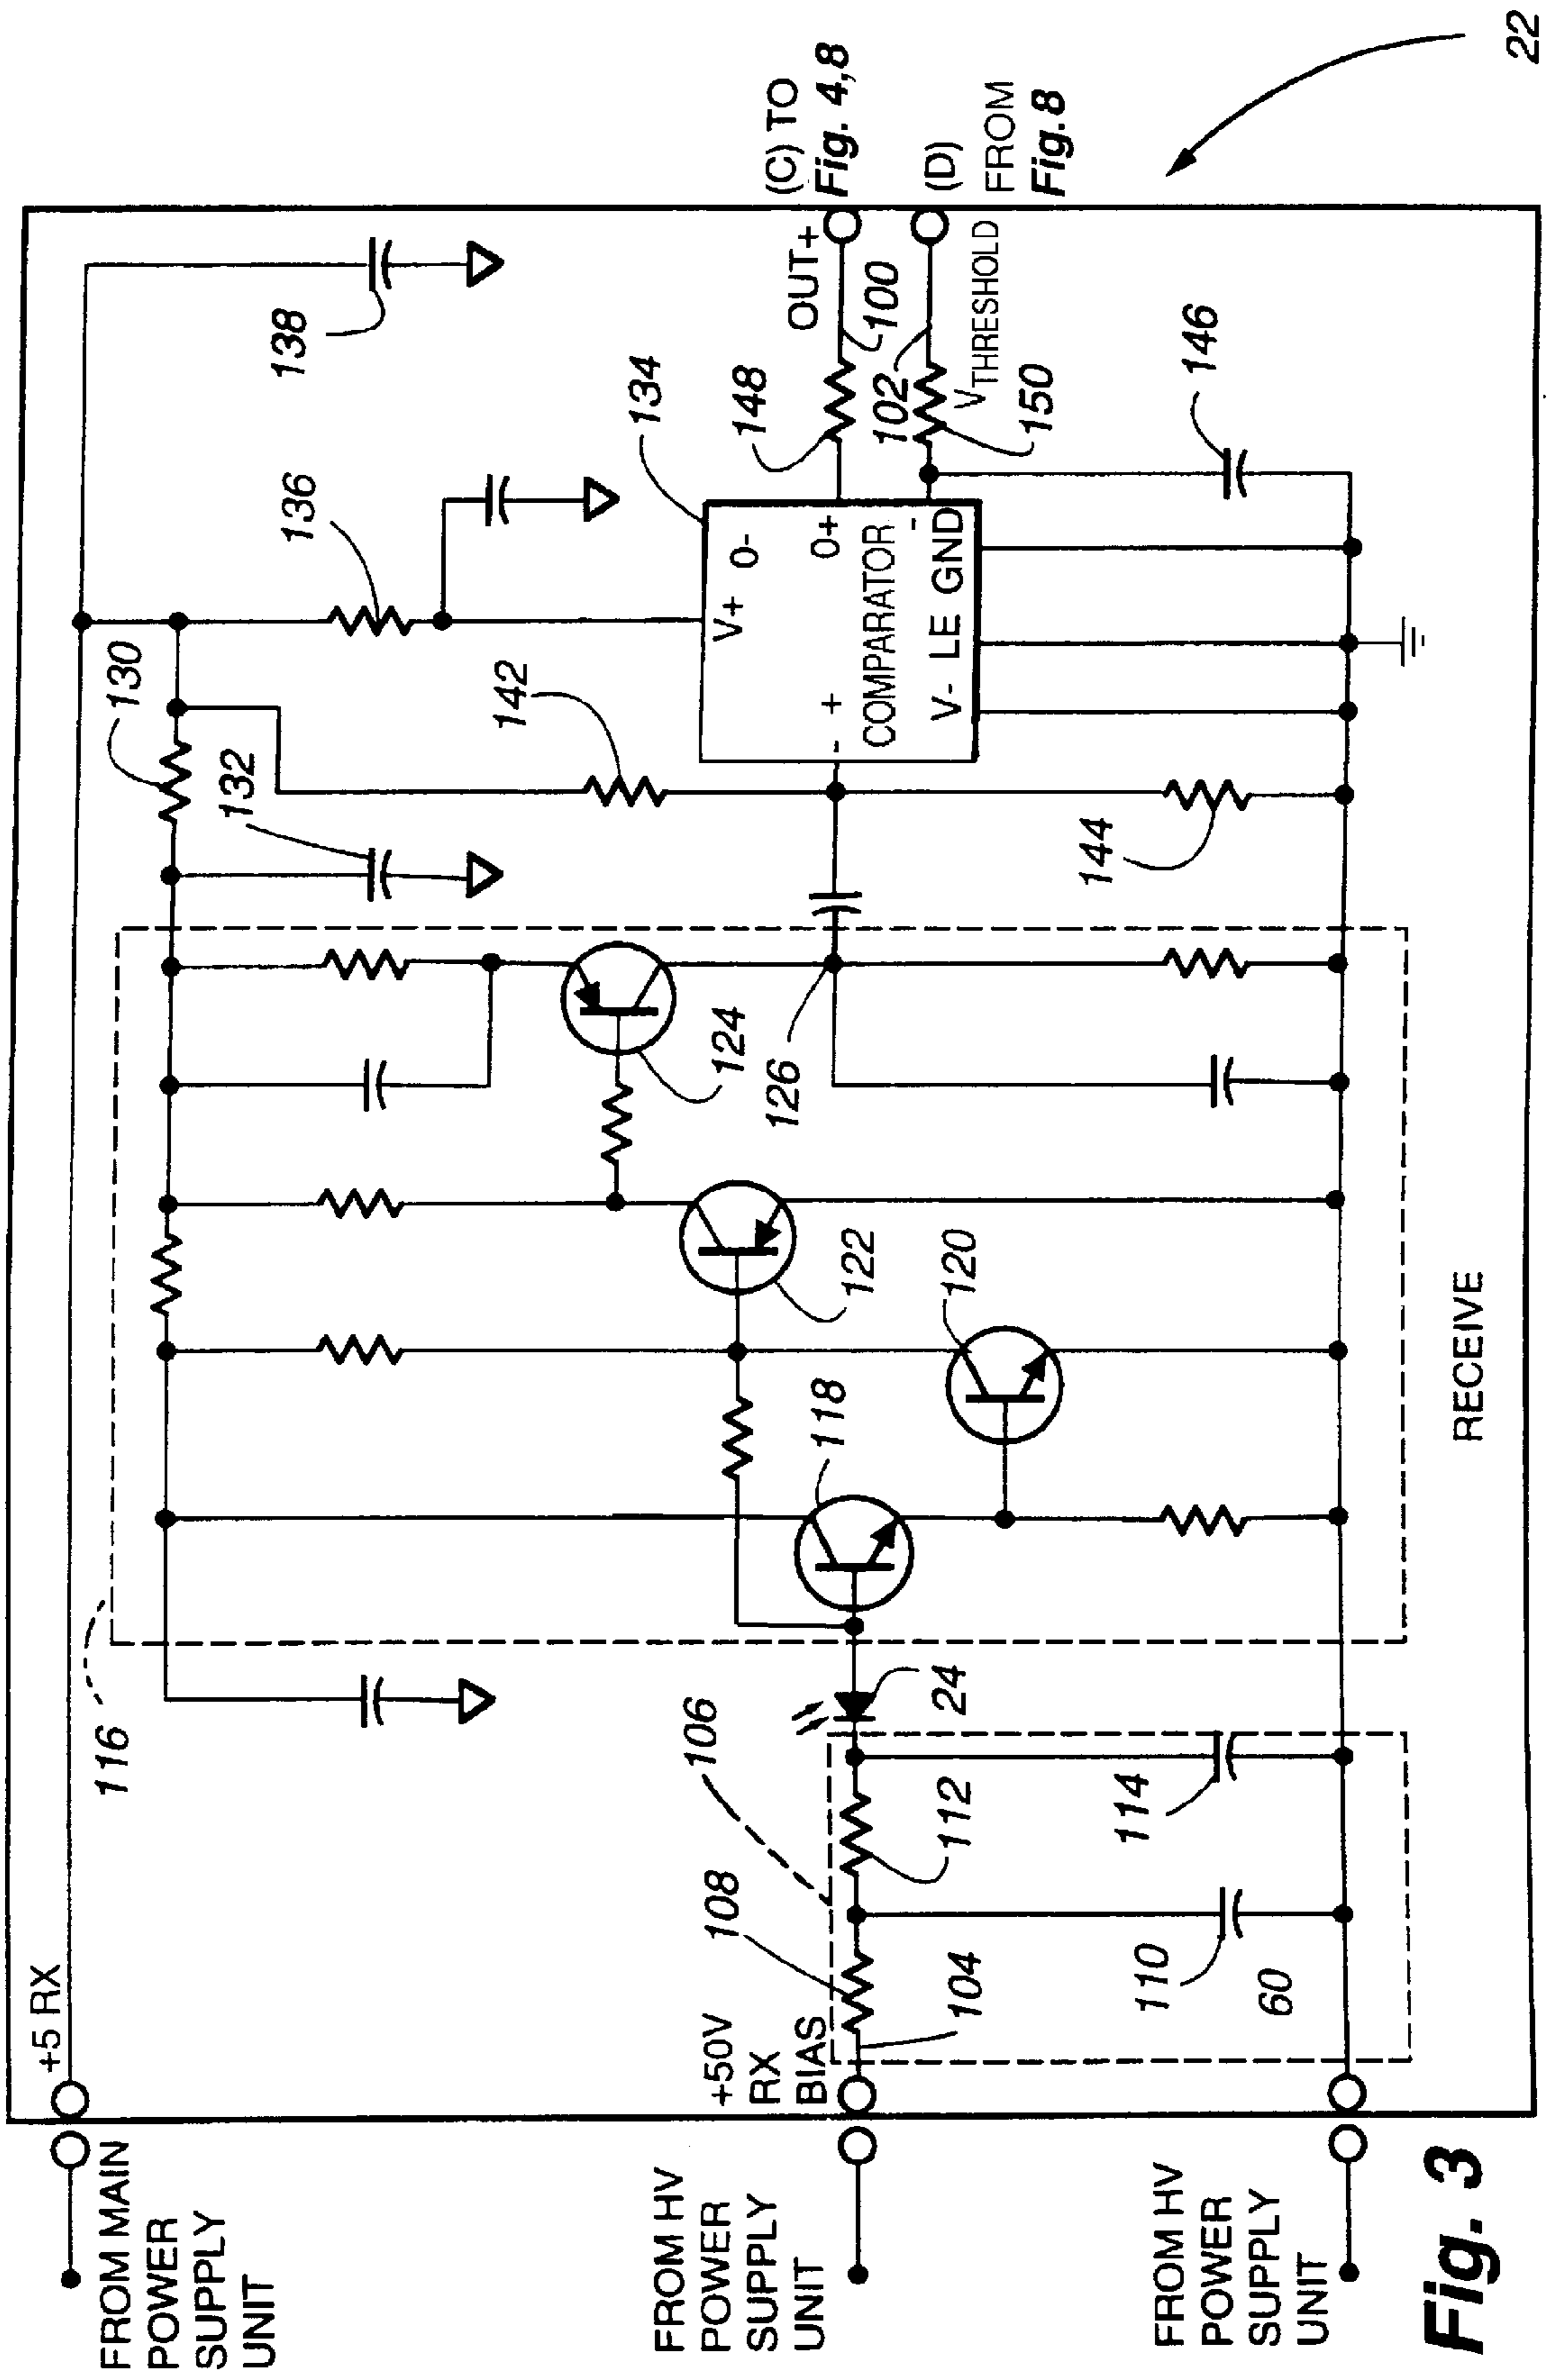 22
(C) TO
Fig. 4,8
(D)
FROM
Fig.8
138
OUT+
100
102
VTHRESHOLD
148
150
146
134
136
V+
O-
O+
-
- +
COMPARATOR
V- LE GND
130
132
142
144
124
126
122
120
118
116
24
106
112
114
108
104
110
60
RECEIVE
+5 RX
+50V
RX
BIAS
FROM MAIN
POWER
SUPPLY
UNIT
FROM HV
POWER
SUPPLY
UNIT
FROM HV
POWER
SUPPLY
UNIT
Fig. 3